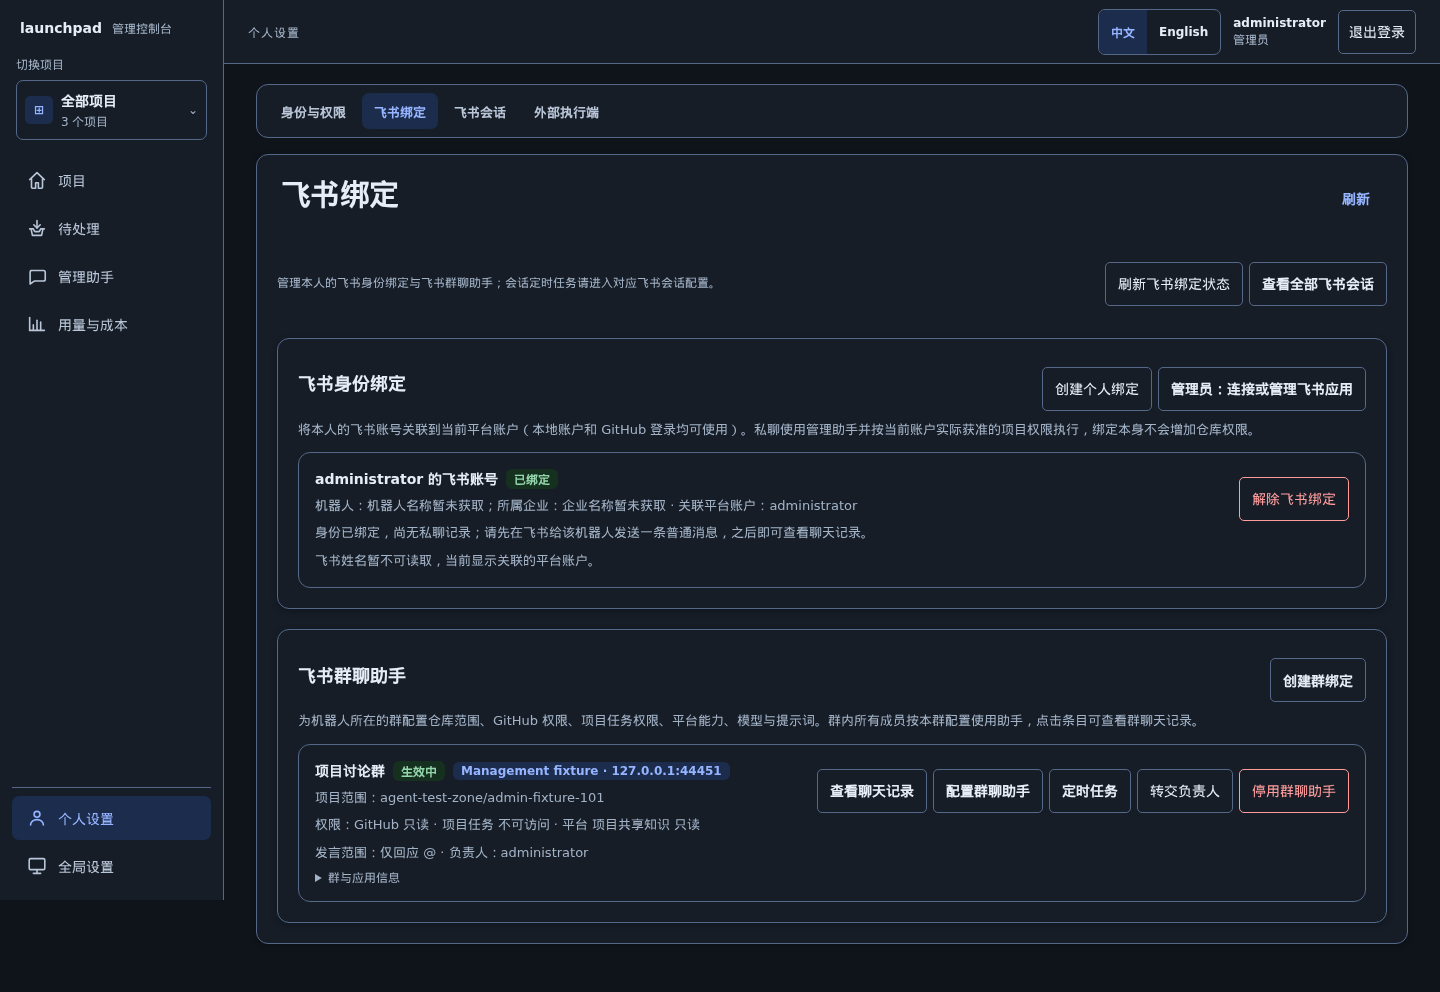 launchpad 管理控制台
切换项目
全部项目
3 个项目
项目
待处理
管理助手
用量与成本
个人设置
全局设置
个人设置
中文 English
administrator
管理员
退出登录
身份与权限 飞书绑定 飞书会话 外部执行端
飞书绑定
刷新
管理本人的飞书身份绑定与飞书群聊助手；会话定时任务请进入对应飞书会话配置。
刷新飞书绑定状态 查看全部飞书会话
飞书身份绑定
创建个人绑定 管理员：连接或管理飞书应用
将本人的飞书账号关联到当前平台账户（本地账户和 GitHub 登录均可使用）。私聊使用管理助手并按当前账户实际获准的项目权限执行，绑定本身不会增加仓库权限。
administrator 的飞书账号 已绑定
机器人：机器人名称暂未获取；所属企业：企业名称暂未获取 · 关联平台账户：administrator
身份已绑定，尚无私聊记录；请先在飞书给该机器人发送一条普通消息，之后即可查看聊天记录。
飞书姓名暂不可读取，当前显示关联的平台账户。
解除飞书绑定
飞书群聊助手
创建群绑定
为机器人所在的群配置仓库范围、GitHub 权限、项目任务权限、平台能力、模型与提示词。群内所有成员按本群配置使用助手，点击条目可查看群聊天记录。
项目讨论群 生效中 Management fixture · 127.0.0.1:44451
项目范围：agent-test-zone/admin-fixture-101
权限：GitHub 只读 · 项目任务 不可访问 · 平台 项目共享知识 只读
发言范围：仅回应 @ · 负责人：administrator
群与应用信息
查看聊天记录 配置群聊助手 定时任务 转交负责人 停用群聊助手